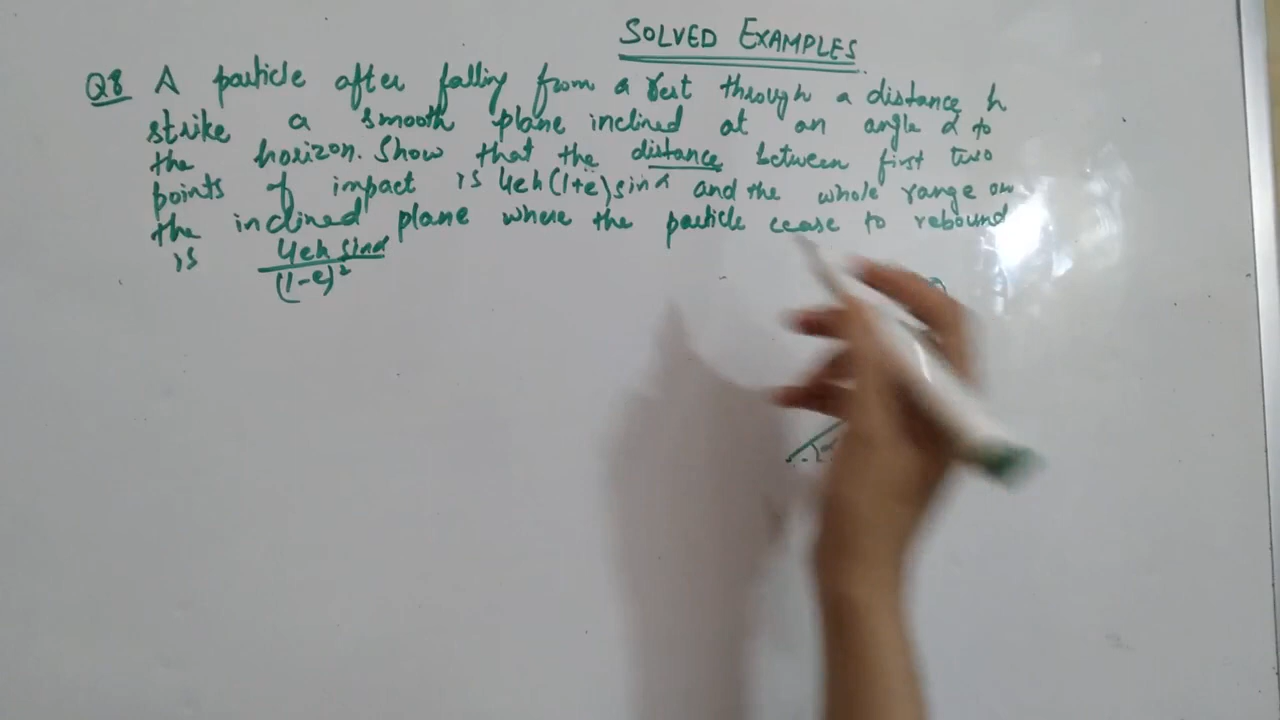 SOLVED EXAMPLES
Q8 A particle after falling from a rest through a distance h
strike a smooth plane inclined at an angle α to
the horizon. Show that the distance between first two
points of impact is 4eh(1+e)sinα and the whole range on
the inclined plane where the particle cease to rebound
is 4eh sinα
(1-e)²